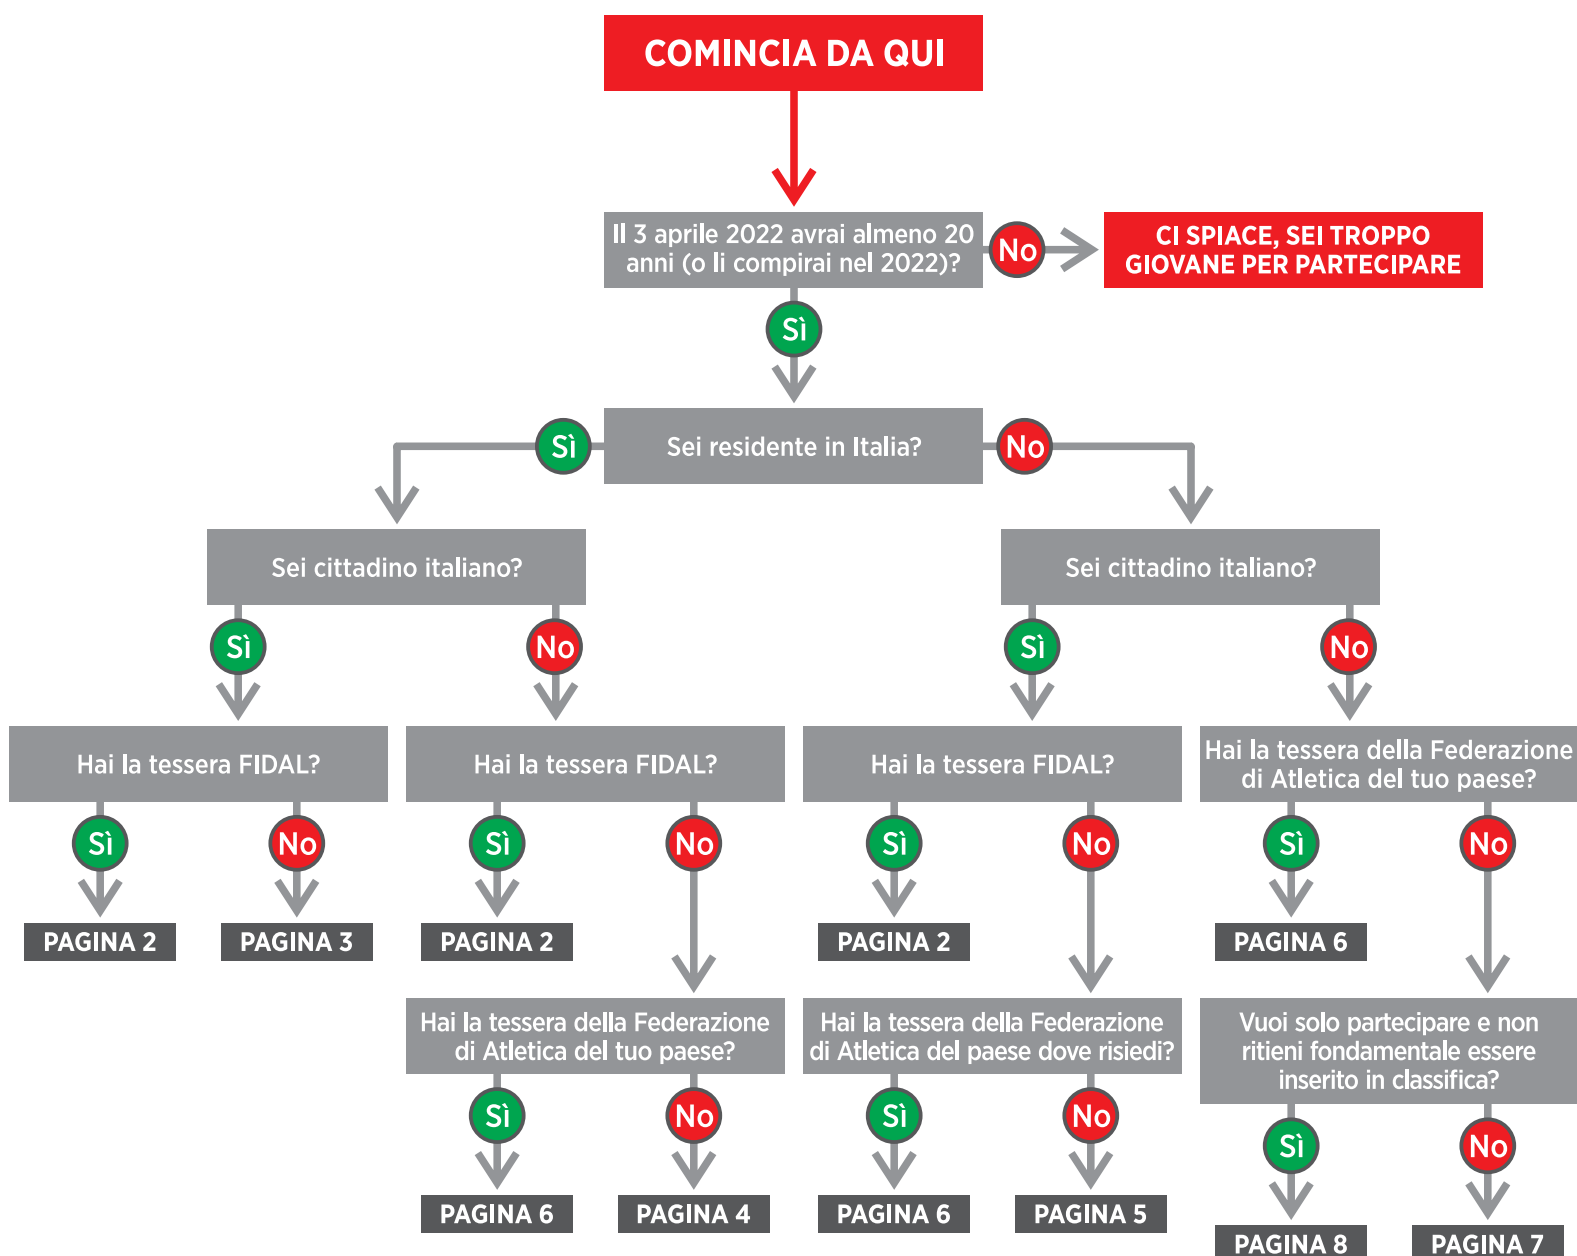 COMINCIA DA QUI
Il 3 aprile 2022 avrai almeno 20
anni (o li compirai nel 2022)?
No
CI SPIACE, SEI TROPPO
GIOVANE PER PARTECIPARE
Sì
Sì
Sei residente in Italia?
No
Sei cittadino italiano?
Sei cittadino italiano?
Sì
No
Sì
No
Hai la tessera FIDAL?
Hai la tessera FIDAL?
Hai la tessera FIDAL?
Hai la tessera della Federazione
di Atletica del tuo paese?
Sì
No
Sì
No
Sì
No
Sì
No
PAGINA 2
PAGINA 3
PAGINA 2
PAGINA 2
PAGINA 6
Hai la tessera della Federazione
di Atletica del tuo paese?
Hai la tessera della Federazione
di Atletica del paese dove risiedi?
Vuoi solo partecipare e non
ritieni fondamentale essere
inserito in classifica?
Sì
No
Sì
No
Sì
No
PAGINA 6
PAGINA 4
PAGINA 6
PAGINA 5
PAGINA 8
PAGINA 7